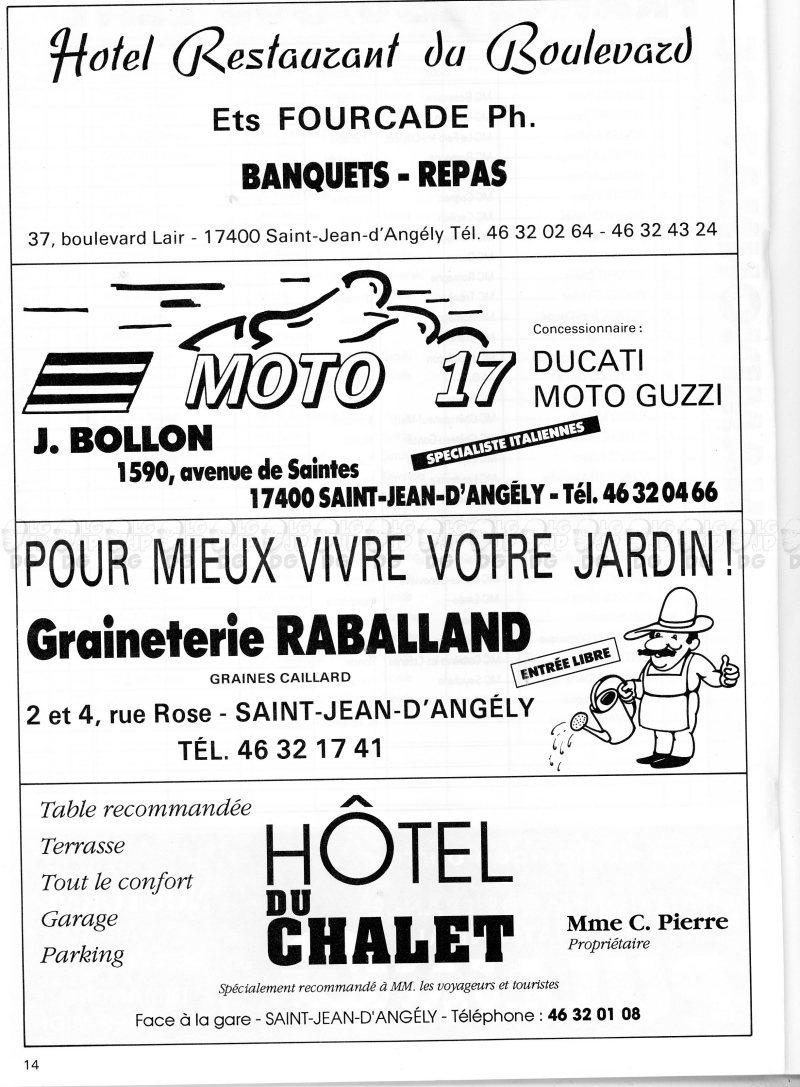 Hotel Restaurant du Boulevard
Ets FOURCADE Ph.
BANQUETS - REPAS
37, boulevard Lair - 17400 Saint-Jean-d'Angély Tél. 46 32 02 64 - 46 32 43 24
MOTO 17
Concessionnaire :
DUCATI
MOTO GUZZI
J. BOLLON
SPECIALISTE ITALIENNES
1590, avenue de Saintes
17400 SAINT-JEAN-D'ANGÉLY - Tél. 46 32 04 66
POUR MIEUX VIVRE VOTRE JARDIN !
Graineterie RABALLAND
GRAINES CAILLARD
ENTRÉE LIBRE
2 et 4, rue Rose - SAINT-JEAN-D'ANGÉLY
TÉL. 46 32 17 41
Table recommandée
Terrasse
Tout le confort
Garage
Parking
HÔTEL
DU
CHALET
Mme C. Pierre
Propriétaire
Spécialement recommandé à MM. les voyageurs et touristes
Face à la gare - SAINT-JEAN-D'ANGÉLY - Téléphone : 46 32 01 08
14